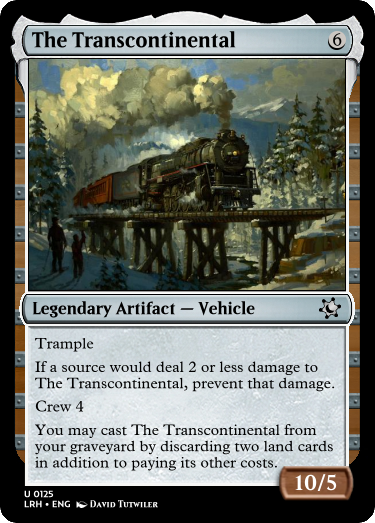 The Transcontinental 6
Legendary Artifact — Vehicle
Trample
If a source would deal 2 or less damage to
The Transcontinental, prevent that damage.
Crew 4
You may cast The Transcontinental from
your graveyard by discarding two land cards
in addition to paying its other costs.
10/5
U 0125
LRH • ENG DAVID TUTWILER